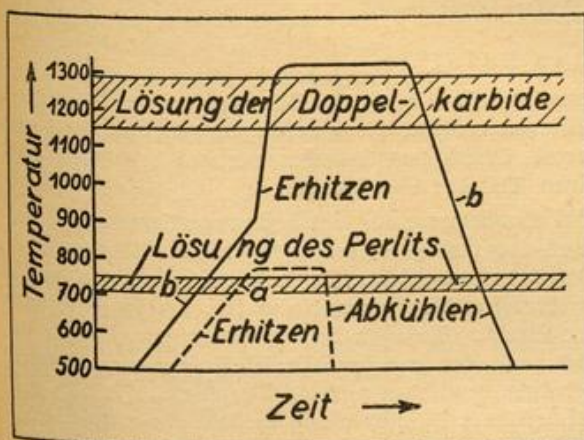 Temperatur
1300
1200
1100
1000
900
800
700
600
500
Lösung der Doppelkarbide
Erhitzen
b
Lösung des Perlits
b
a
Erhitzen
Abkühlen
Zeit